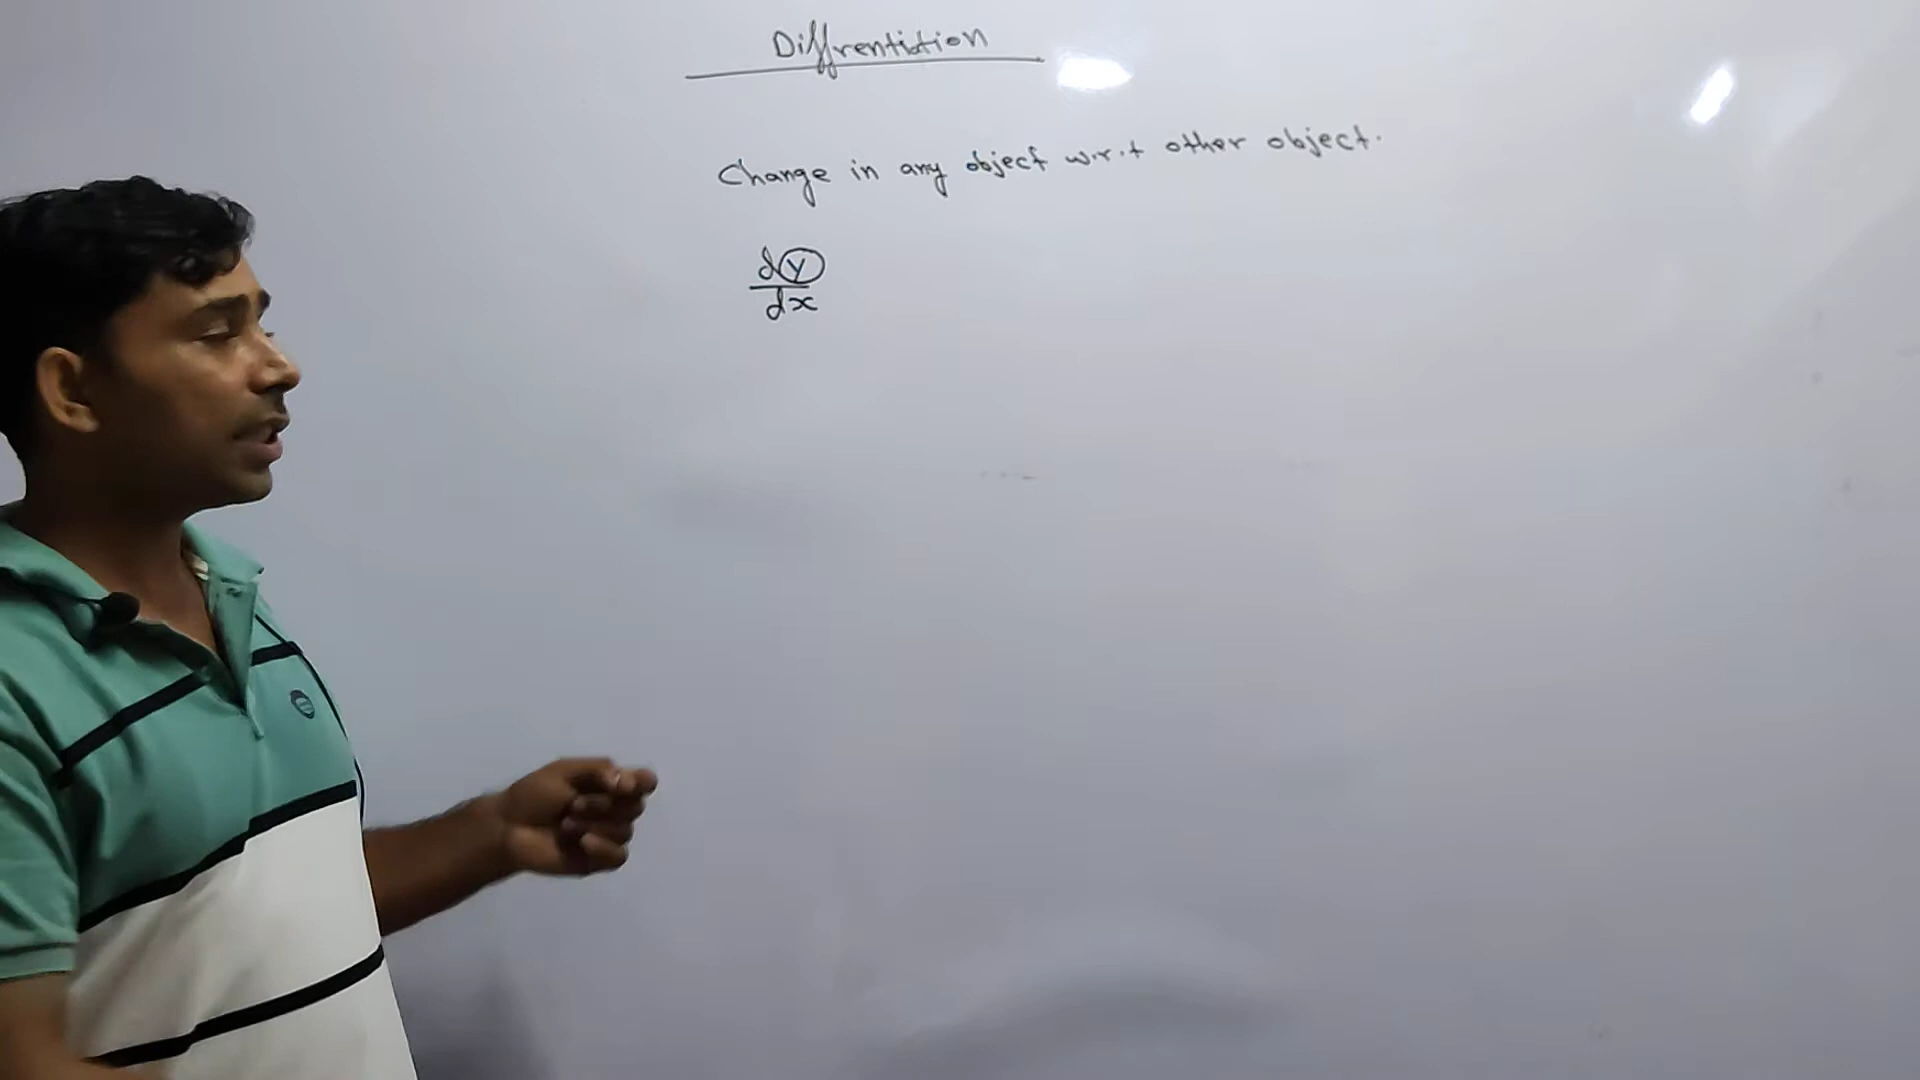 Diffrentiation
Change in any object w.r.t other object.
dy
dx